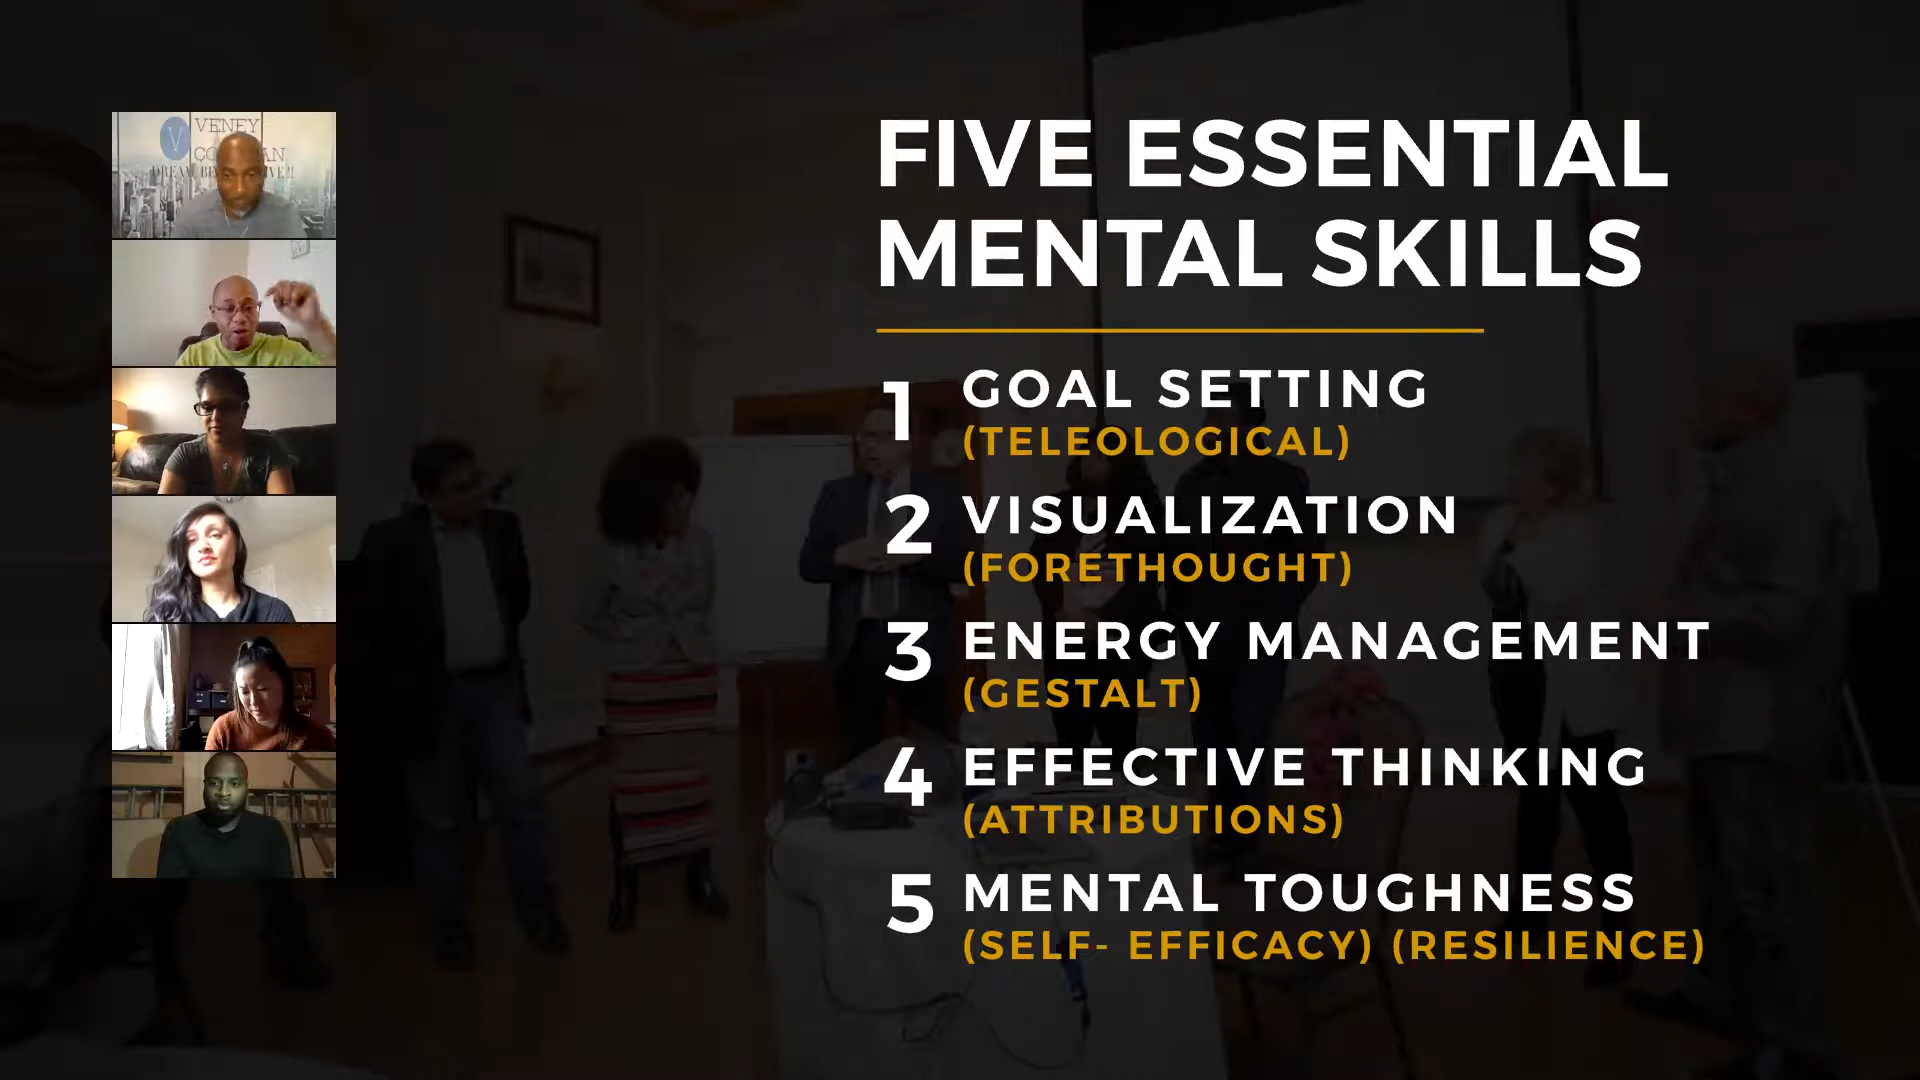 V
VENEY
FIVE ESSENTIAL
MENTAL SKILLS
1
GOAL SETTING
(TELEOLOGICAL)
2
VISUALIZATION
(FORETHOUGHT)
3
ENERGY MANAGEMENT
(GESTALT)
4
EFFECTIVE THINKING
(ATTRIBUTIONS)
5
MENTAL TOUGHNESS
(SELF- EFFICACY) (RESILIENCE)